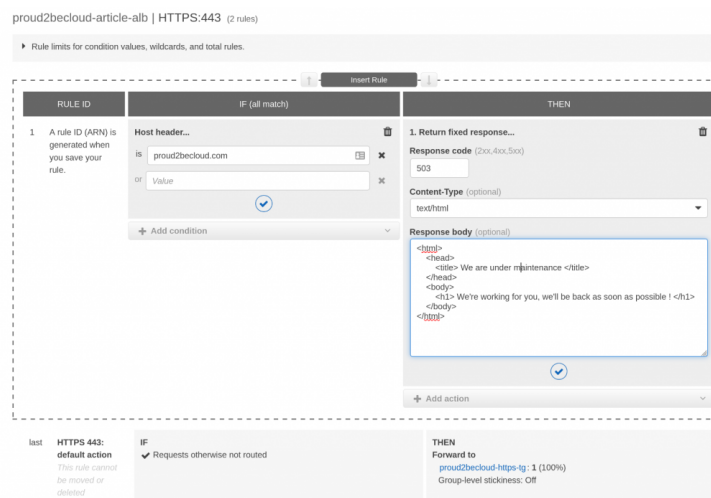 proud2becloud-article-alb | HTTPS:443 (2 rules)
Rule limits for condition values, wildcards, and total rules.
Insert Rule
RULE ID
IF (all match)
THEN
1
A rule ID (ARN) is
generated when
you save your
rule.
Host header...
is
proud2becloud.com
or
Value
Add condition
1. Return fixed response...
Response code (2xx,4xx,5xx)
503
Content-Type (optional)
text/html
Response body (optional)
<html>
<head>
<title> We are under maintenance </title>
</head>
<body>
<h1> We're working for you, we'll be back as soon as possible ! </h1>
</body>
</html>
Add action
last
HTTPS 443:
default action
This rule cannot
be moved or
deleted
IF
Requests otherwise not routed
THEN
Forward to
proud2becloud-https-tg: 1 (100%)
Group-level stickiness: Off